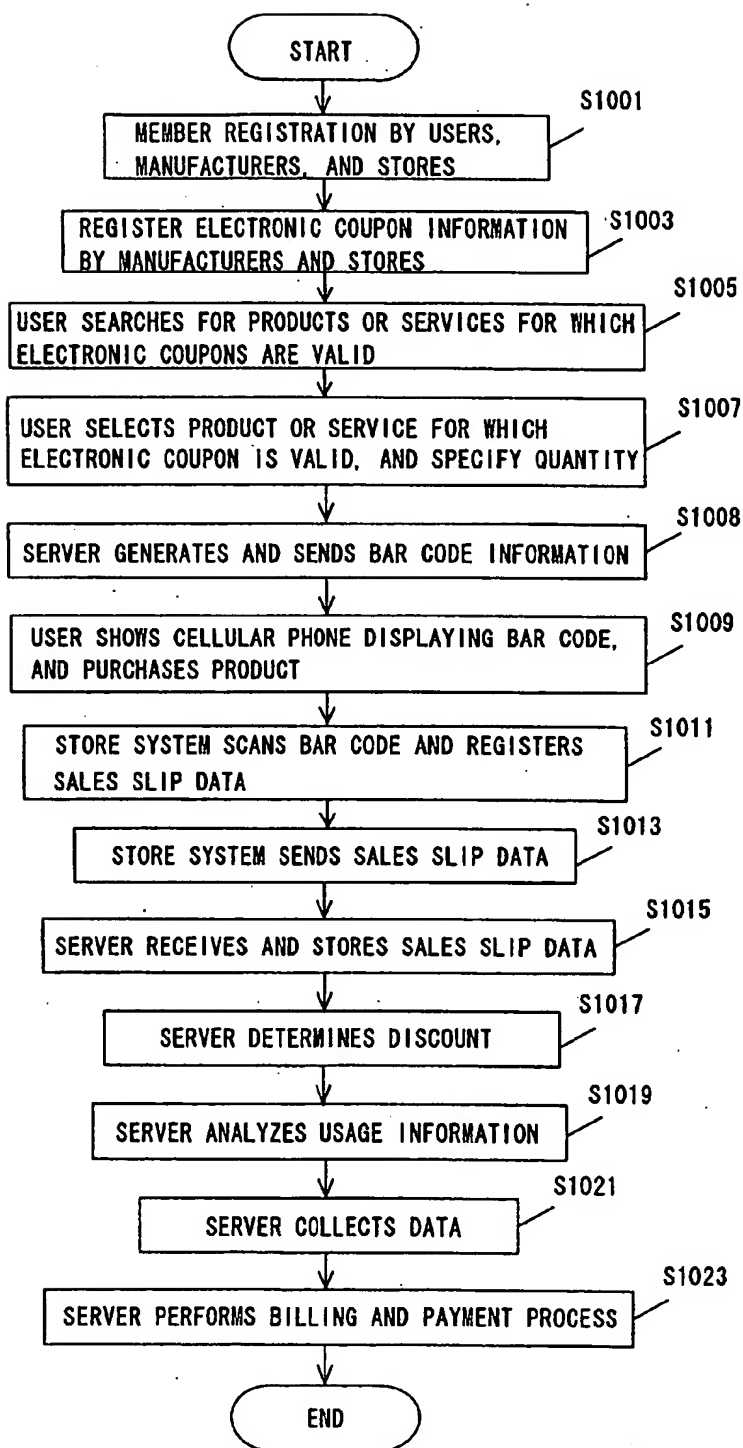 START
S1001
MEMBER REGISTRATION BY USERS,
MANUFACTURERS, AND STORES
S1003
REGISTER ELECTRONIC COUPON INFORMATION
BY MANUFACTURERS AND STORES
S1005
USER SEARCHES FOR PRODUCTS OR SERVICES FOR WHICH
ELECTRONIC COUPONS ARE VALID
S1007
USER SELECTS PRODUCT OR SERVICE FOR WHICH
ELECTRONIC COUPON IS VALID, AND SPECIFY QUANTITY
S1008
SERVER GENERATES AND SENDS BAR CODE INFORMATION
S1009
USER SHOWS CELLULAR PHONE DISPLAYING BAR CODE,
AND PURCHASES PRODUCT
S1011
STORE SYSTEM SCANS BAR CODE AND REGISTERS
SALES SLIP DATA
S1013
STORE SYSTEM SENDS SALES SLIP DATA
S1015
SERVER RECEIVES AND STORES SALES SLIP DATA
S1017
SERVER DETERMINES DISCOUNT
S1019
SERVER ANALYZES USAGE INFORMATION
S1021
SERVER COLLECTS DATA
S1023
SERVER PERFORMS BILLING AND PAYMENT PROCESS
END